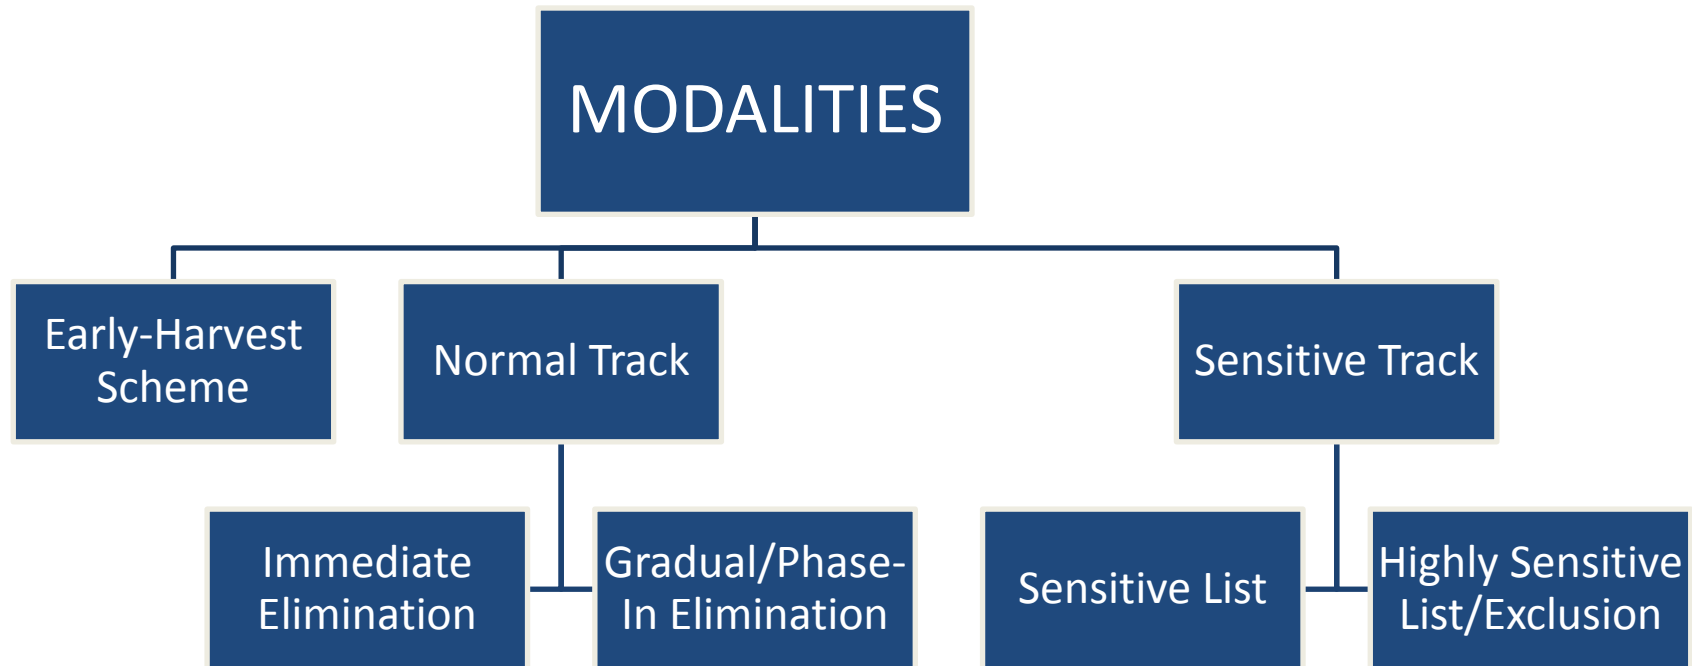 MODALITIES
Early-Harvest
Scheme
Normal Track
Sensitive Track
Immediate
Elimination
Gradual/Phase-
In Elimination
Sensitive List
Highly Sensitive
List/Exclusion